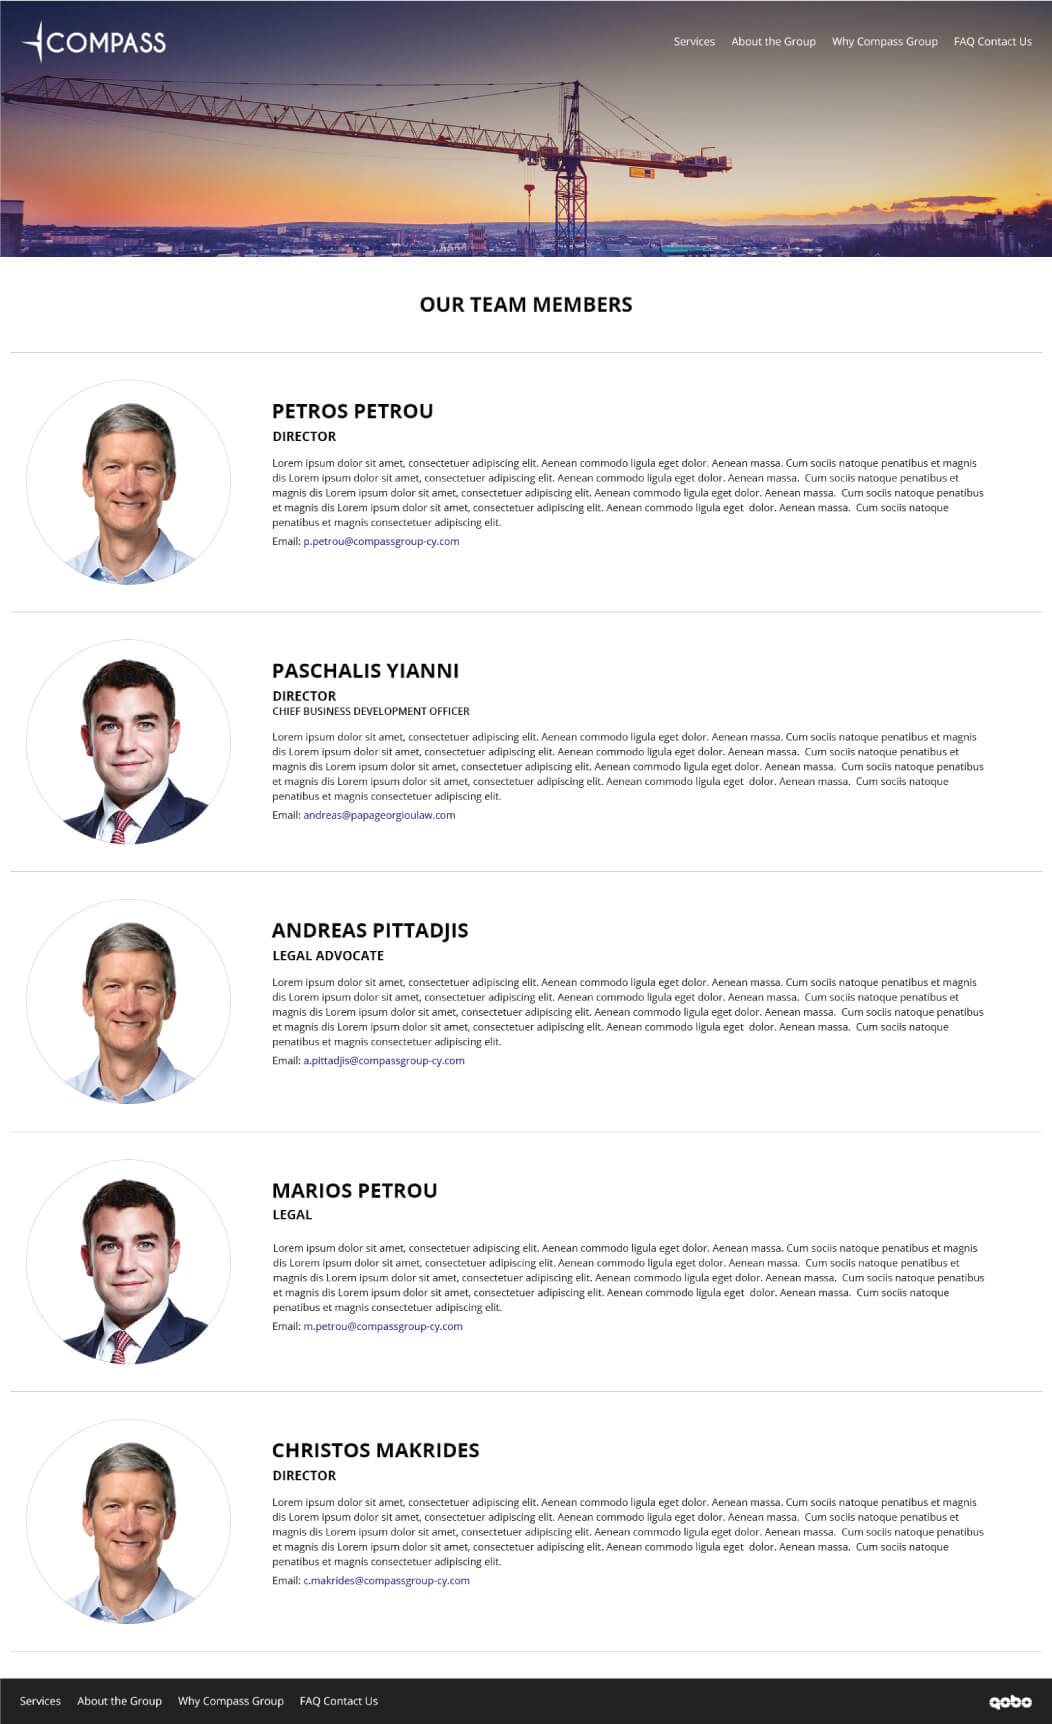 COMPASS
Services About the Group Why Compass Group FAQ Contact Us
OUR TEAM MEMBERS
PETROS PETROU
DIRECTOR
Lorem ipsum dolor sit amet, consectetuer adipiscing elit. Aenean commodo ligula eget dolor. Aenean massa. Cum sociis natoque penatibus et magnis
dis Lorem ipsum dolor sit amet, consectetuer adipiscing elit. Aenean commodo ligula eget dolor. Aenean massa.  Cum sociis natoque penatibus et
magnis dis Lorem ipsum dolor sit amet, consectetuer adipiscing elit. Aenean commodo ligula eget dolor. Aenean massa.  Cum sociis natoque penatibus
et magnis dis Lorem ipsum dolor sit amet, consectetuer adipiscing elit. Aenean commodo ligula eget  dolor. Aenean massa.  Cum sociis natoque
penatibus et magnis consectetuer adipiscing elit.
Email: p.petrou@compassgroup-cy.com
PASCHALIS YIANNI
DIRECTOR
CHIEF BUSINESS DEVELOPMENT OFFICER
Lorem ipsum dolor sit amet, consectetuer adipiscing elit. Aenean commodo ligula eget dolor. Aenean massa. Cum sociis natoque penatibus et magnis
dis Lorem ipsum dolor sit amet, consectetuer adipiscing elit. Aenean commodo ligula eget dolor. Aenean massa.  Cum sociis natoque penatibus et
magnis dis Lorem ipsum dolor sit amet, consectetuer adipiscing elit. Aenean commodo ligula eget dolor. Aenean massa.  Cum sociis natoque penatibus
et magnis dis Lorem ipsum dolor sit amet, consectetuer adipiscing elit. Aenean commodo ligula eget  dolor. Aenean massa.  Cum sociis natoque
penatibus et magnis consectetuer adipiscing elit.
Email: andreas@papageorgioulaw.com
ANDREAS PITTADJIS
LEGAL ADVOCATE
Lorem ipsum dolor sit amet, consectetuer adipiscing elit. Aenean commodo ligula eget dolor. Aenean massa. Cum sociis natoque penatibus et magnis
dis Lorem ipsum dolor sit amet, consectetuer adipiscing elit. Aenean commodo ligula eget dolor. Aenean massa.  Cum sociis natoque penatibus et
magnis dis Lorem ipsum dolor sit amet, consectetuer adipiscing elit. Aenean commodo ligula eget dolor. Aenean massa.  Cum sociis natoque penatibus
et magnis dis Lorem ipsum dolor sit amet, consectetuer adipiscing elit. Aenean commodo ligula eget  dolor. Aenean massa.  Cum sociis natoque
penatibus et magnis consectetuer adipiscing elit.
Email: a.pittadjis@compassgroup-cy.com
MARIOS PETROU
LEGAL
Lorem ipsum dolor sit amet, consectetuer adipiscing elit. Aenean commodo ligula eget dolor. Aenean massa. Cum sociis natoque penatibus et magnis
dis Lorem ipsum dolor sit amet, consectetuer adipiscing elit. Aenean commodo ligula eget dolor. Aenean massa.  Cum sociis natoque penatibus et
magnis dis Lorem ipsum dolor sit amet, consectetuer adipiscing elit. Aenean commodo ligula eget dolor. Aenean massa.  Cum sociis natoque penatibus
et magnis dis Lorem ipsum dolor sit amet, consectetuer adipiscing elit. Aenean commodo ligula eget  dolor. Aenean massa.  Cum sociis natoque
penatibus et magnis consectetuer adipiscing elit.
Email: m.petrou@compassgroup-cy.com
CHRISTOS MAKRIDES
DIRECTOR
Lorem ipsum dolor sit amet, consectetuer adipiscing elit. Aenean commodo ligula eget dolor. Aenean massa. Cum sociis natoque penatibus et magnis
dis Lorem ipsum dolor sit amet, consectetuer adipiscing elit. Aenean commodo ligula eget dolor. Aenean massa.  Cum sociis natoque penatibus et
magnis dis Lorem ipsum dolor sit amet, consectetuer adipiscing elit. Aenean commodo ligula eget dolor. Aenean massa.  Cum sociis natoque penatibus
et magnis dis Lorem ipsum dolor sit amet, consectetuer adipiscing elit. Aenean commodo ligula eget  dolor. Aenean massa.  Cum sociis natoque
penatibus et magnis consectetuer adipiscing elit.
Email: c.makrides@compassgroup-cy.com
Services About the Group Why Compass Group FAQ Contact Us qobo